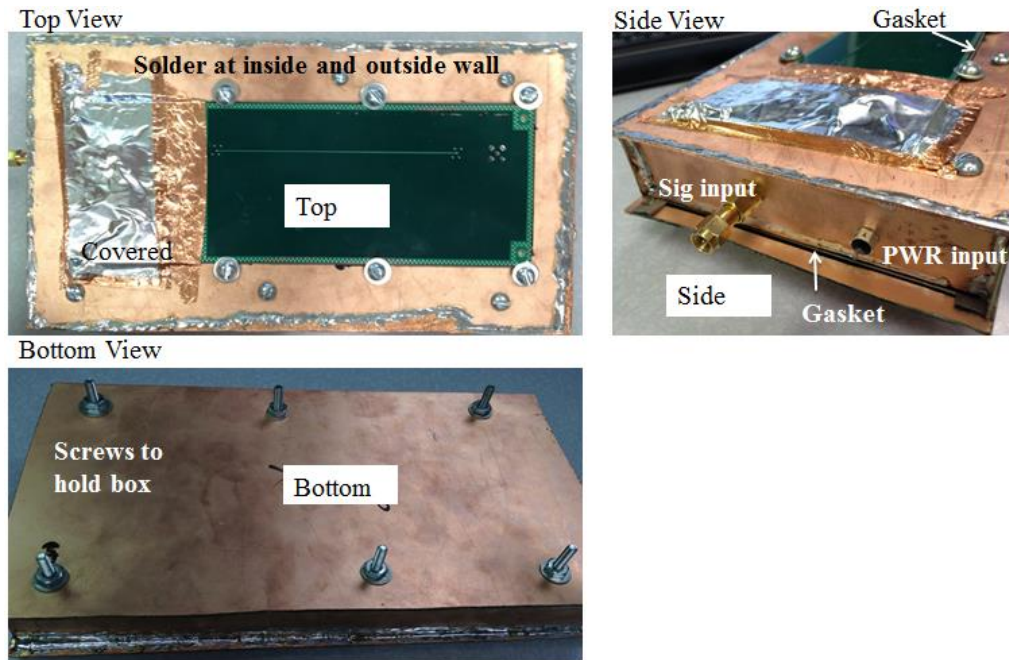 Top View
Solder at inside and outside wall
Top
Covered
Side View
Gasket
Sig input
PWR input
Side
Gasket
Bottom View
Screws to
hold box
Bottom